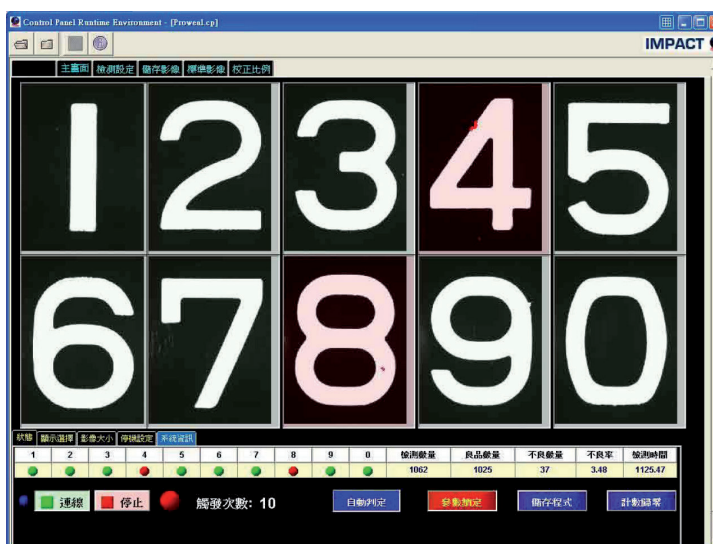 Control Panel Runtime Environment - [Proweal.cp]
IMPACT
主畫面 檢測設定 儲存影像 標準影像 校正比例
1 2 3 4 5
6 7 8 9 0
狀態 顯示選擇 影像大小 停機設定 系統資訊
1 2 3 4 5 6 7 8 9 0 檢測數量 良品數量 不良數量 不良率 檢測時間
1062 1025 37 3.48 1125.47
連線 停止 觸發次數: 10 自動判定 參數鎖定 儲存程式 計數歸零